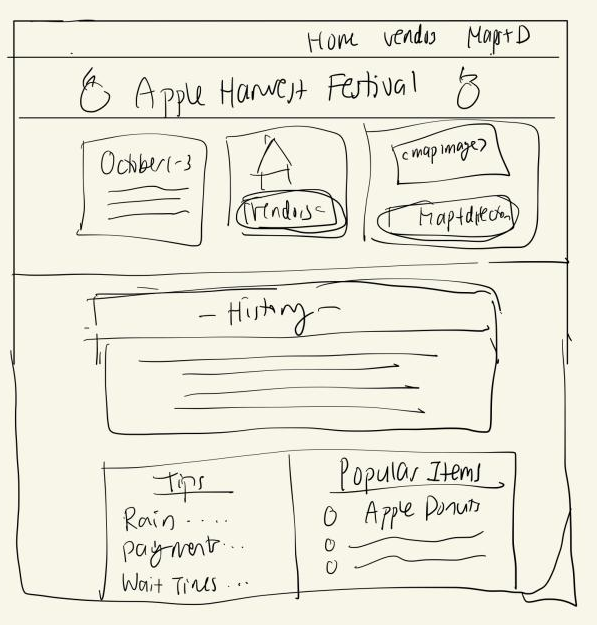 Home Vendors Map+D
Apple Harvest Festival
October 1-3
Vendors <
<map image>
Map+direction
- History -
Tips
Rain ....
Payment...
Wait Times ...
Popular Items
Apple Donuts